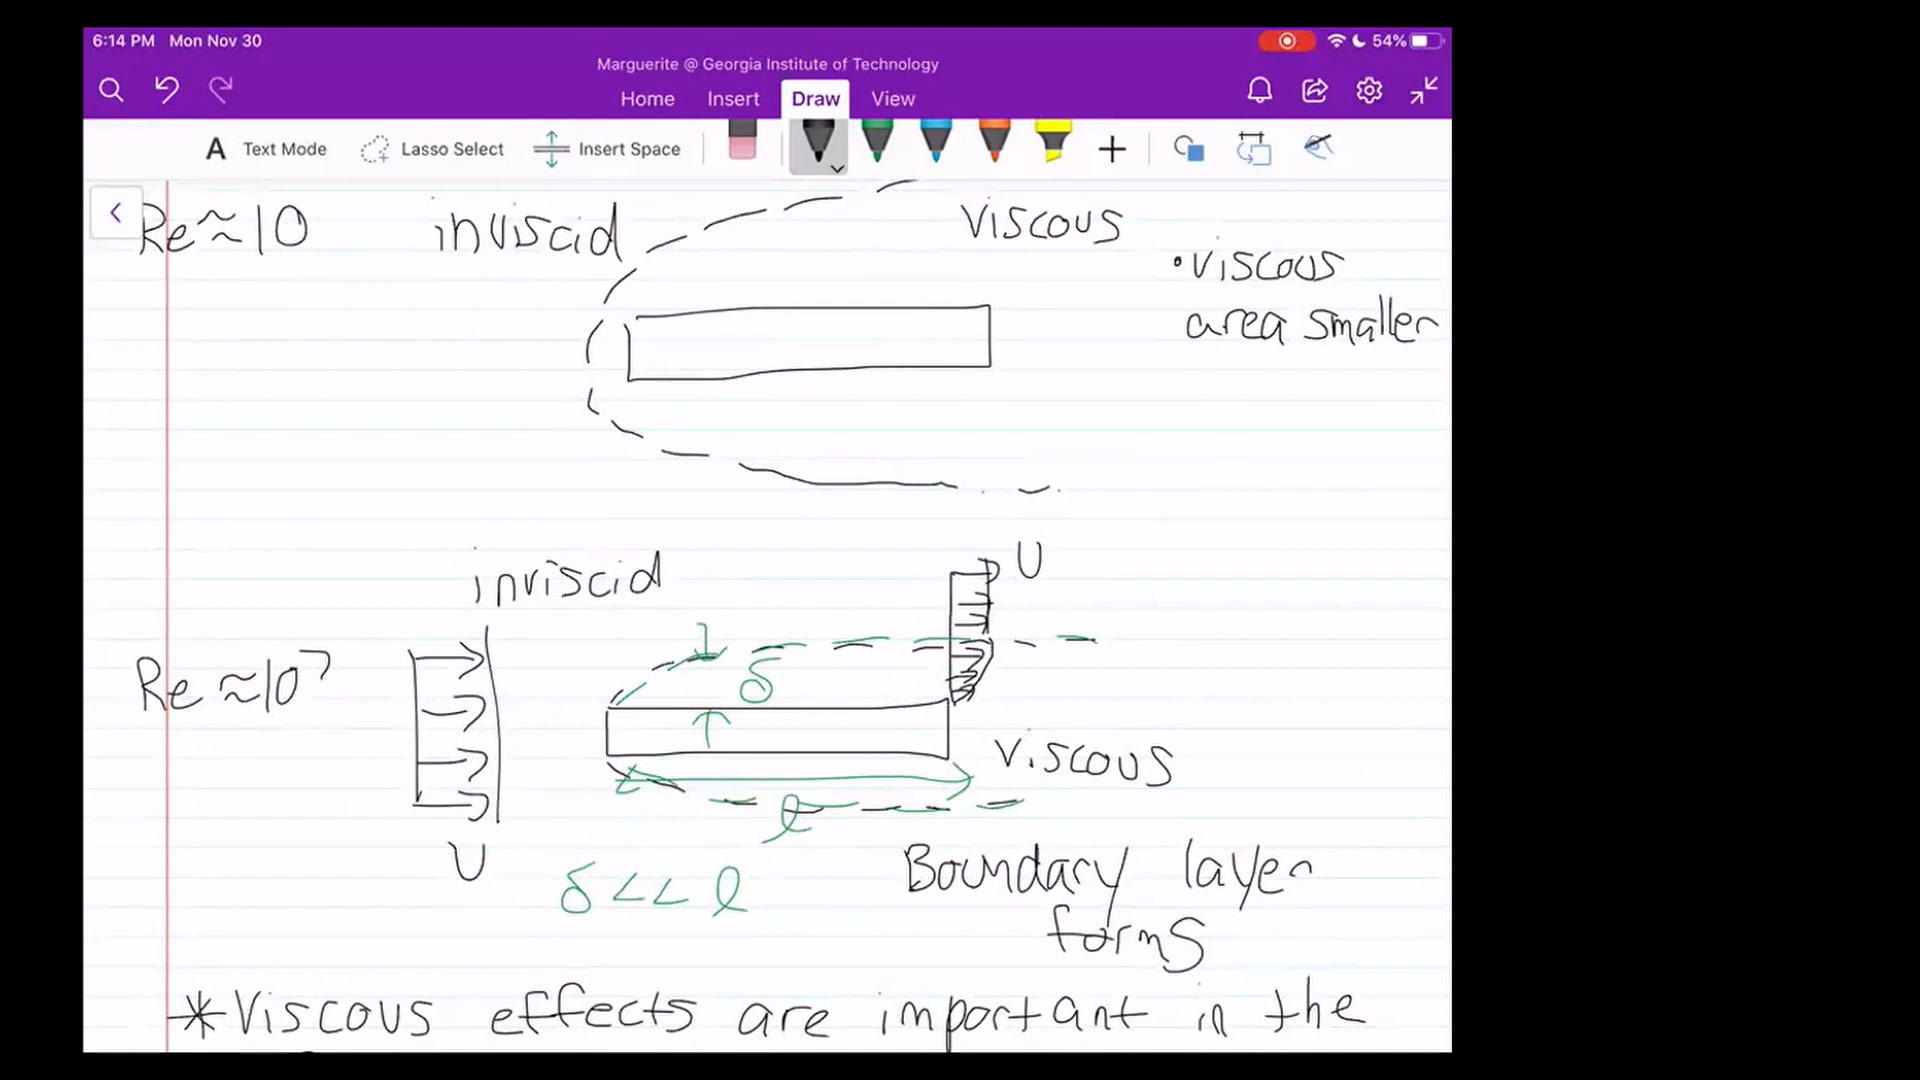 6:14 PM Mon Nov 30
54%
Marguerite @ Georgia Institute of Technology
Home Insert Draw View
A Text Mode Lasso Select Insert Space
Re≈10 inviscid viscous
•viscous
area smaller
U
inviscid
δ
Re≈10⁷
viscous
l
U
δ << l
Boundary layer
forms
*Viscous effects are important in the